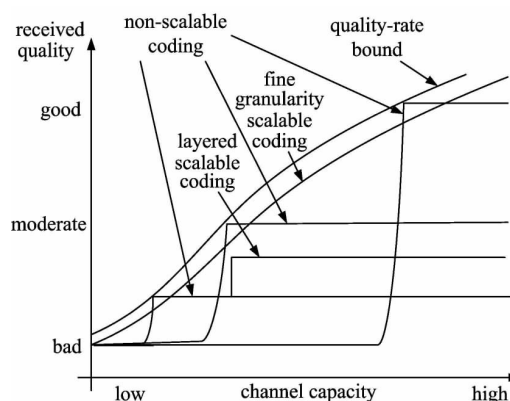 received
quality
non-scalable
coding
quality-rate
bound
good
fine
granularity
scalable
coding
layered
scalable
coding
moderate
bad
low
channel capacity
high